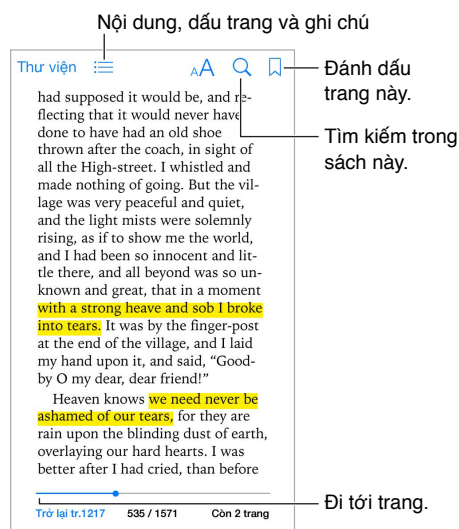 Nội dung, dấu trang và ghi chú
Thư viện
AA
Đánh dấu
trang này.
Tìm kiếm trong
sách này.
had supposed it would be, and re-
flecting that it would never have
done to have had an old shoe
thrown after the coach, in sight of
all the High-street. I whistled and
made nothing of going. But the vil-
lage was very peaceful and quiet,
and the light mists were solemnly
rising, as if to show me the world,
and I had been so innocent and lit-
tle there, and all beyond was so un-
known and great, that in a moment
with a strong heave and sob I broke
into tears. It was by the finger-post
at the end of the village, and I laid
my hand upon it, and said, “Good-
by O my dear, dear friend!”
Heaven knows we need never be
ashamed of our tears, for they are
rain upon the blinding dust of earth,
overlaying our hard hearts. I was
better after I had cried, than before
Đi tới trang.
Trở lại tr.1217 535 / 1571 Còn 2 trang